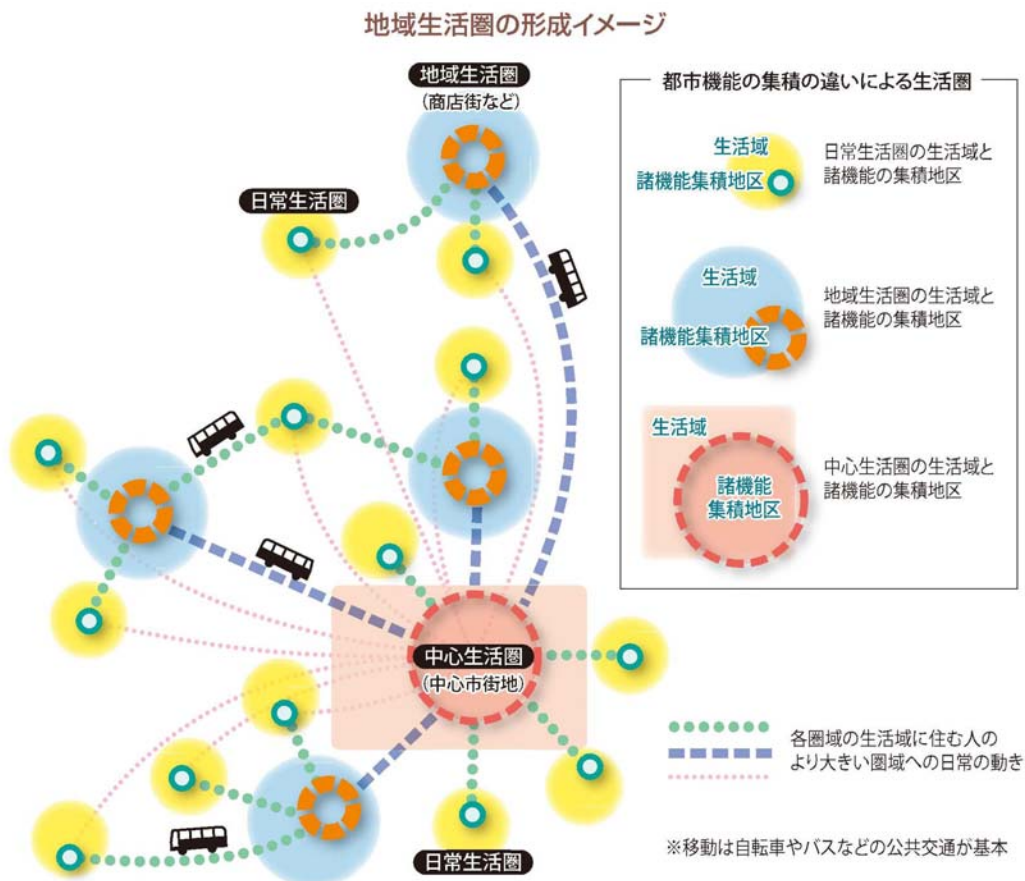 地域生活圏の形成イメージ
地域生活圏
(商店街など)
日常生活圏
中心生活圏
(中心市街地)
日常生活圏
都市機能の集積の違いによる生活圏
生活域
諸機能集積地区
日常生活圏の生活域と
諸機能の集積地区
生活域
諸機能集積地区
地域生活圏の生活域と
諸機能の集積地区
生活域
諸機能
集積地区
中心生活圏の生活域と
諸機能の集積地区
各圏域の生活域に住む人の
より大きい圏域への日常の動き
※移動は自転車やバスなどの公共交通が基本